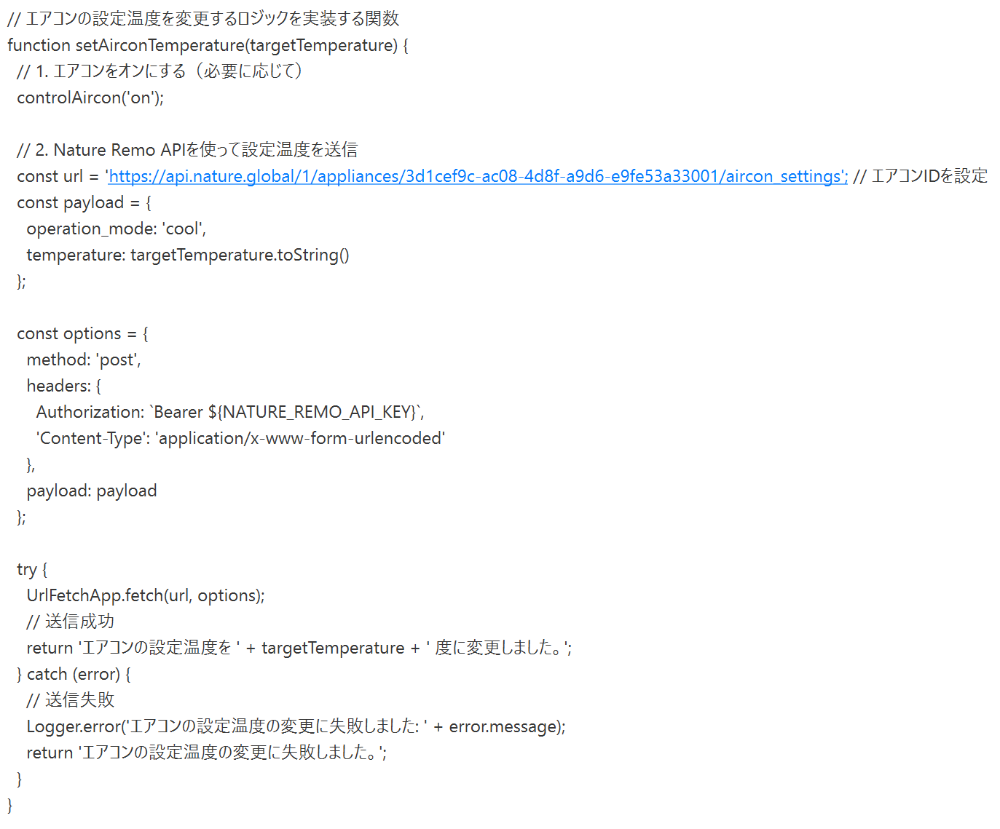 // エアコンの設定温度を変更するロジックを実装する関数
function setAirconTemperature(targetTemperature) {
  // 1. エアコンをオンにする（必要に応じて）
  controlAircon('on');

  // 2. Nature Remo APIを使って設定温度を送信
  const url = 'https://api.nature.global/1/appliances/3d1cef9c-ac08-4d8f-a9d6-e9fe53a33001/aircon_settings'; // エアコンIDを設定
  const payload = {
    operation_mode: 'cool',
    temperature: targetTemperature.toString()
  };

  const options = {
    method: 'post',
    headers: {
      Authorization: `Bearer ${NATURE_REMO_API_KEY}`,
      'Content-Type': 'application/x-www-form-urlencoded'
    },
    payload: payload
  };

  try {
    UrlFetchApp.fetch(url, options);
    // 送信成功
    return 'エアコンの設定温度を ' + targetTemperature + ' 度に変更しました。';
  } catch (error) {
    // 送信失敗
    Logger.error('エアコンの設定温度の変更に失敗しました: ' + error.message);
    return 'エアコンの設定温度の変更に失敗しました。';
  }
}